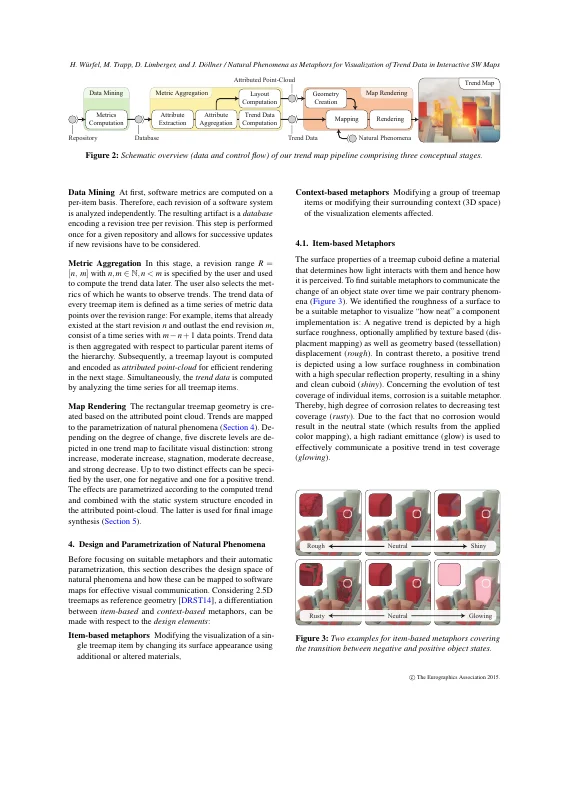 H. Würfel, M. Trapp, D. Limberger, and J. Döllner / Natural Phenomena as Metaphors for Visualization of Trend Data in Interactive SW Maps
Attributed Point-Cloud
Data Mining
Metric Aggregation
Layout
Computation
Geometry
Creation
Map Rendering
Trend Map
Metrics
Computation
Attribute
Extraction
Attribute
Aggregation
Trend Data
Computation
Mapping
Rendering
Repository
Database
Trend Data
Natural Phenomena
Figure 2: Schematic overview (data and control flow) of our trend map pipeline comprising three conceptual stages.
Data Mining At first, software metrics are computed on a
per-item basis. Therefore, each revision of a software system
is analyzed independently. The resulting artifact is a database
encoding a revision tree per data. This step is performed
once for a given repository and allows for successive updates
if new revisions have to be considered.
Metric Aggregation In this stage, a revision range R =
[n, m] with n,m ∈ ℕ, n < m is specified by the user and used
to compute the trend data later. The user also selects the met-
rics of which he wants to observe trends. The trend data of
every treemap item is defined as a time series of metric data
points over the revision range: For example, items that already
existed at the start revision n and outlast the end revision m,
consist of a time series with m − n + 1 data points. Trend data
is then aggregated with respect to particular parent items of
the hierarchy. Subsequently, a treemap layout is computed
and encoded as attributed point-cloud for efficient rendering
in the next stage. Simultaneously, the trend data is computed
by analyzing the time series for all treemap items.
Map Rendering The rectangular treemap geometry is cre-
ated based on the attributed point cloud. Trends are mapped
to the parametrization of natural phenomena (Section 4). De-
pending on the degree of change, five discrete levels are de-
picted in one trend map to facilitate visual distinction: strong
increase, moderate increase, stagnation, moderate decrease,
and strong decrease. Up to two distinct effects can be speci-
fied by the user, one for negative and one for a positive trend.
The effects are parametrized according to the computed trend
and combined with the static system structure encoded in
the attributed point-cloud. The latter is used for final image
synthesis (Section 5).
4. Design and Parametrization of Natural Phenomena
Before focusing on suitable metaphors and their automatic
parametrization, this section describes the design space of
natural phenomena and how these can be mapped to software
maps for effective visual communication. Considering 2.5D
treemaps as reference geometry [DRST14], a differentiation
between item-based and context-based metaphors, can be
made with respect to the design elements:
Item-based metaphors Modifying the visualization of a sin-
gle treemap item by changing its surface appearance using
additional or altered materials,
Context-based metaphors Modifying a group of treemap
items or modifying their surrounding context (3D space)
of the visualization elements affected.
4.1. Item-based Metaphors
The surface properties of a treemap cuboid define a material
that determines how light interacts with them and hence how
it is perceived. To find suitable metaphors to communicate the
change of an object state over time we pair contrary phenom-
ena (Figure 3). We identified the roughness of a surface to
be a suitable metaphor to visualize “how neat” a component
implementation is: A negative trend is depicted by a high
surface roughness, optionally amplified by texture based (dis-
placment mapping) as well as geometry based (tessellation)
displacement (rough). In contrast thereto, a positive trend
is depicted using a low surface roughness in combination
with a high specular reflection property, resulting in a shiny
and clean cuboid (shiny). Concerning the evolution of test
coverage of individual items, corrosion is a suitable metaphor.
Thereby, high degree of corrosion relates to decreasing test
coverage (rusty). Due to the fact that no corrosion would
result in the neutral state (which results from the applied
color mapping), a high radiant emittance (glow) is used to
effectively communicate a positive trend in test coverage
(glowing).
Rough Neutral Shiny
Rusty Neutral Glowing
Figure 3: Two examples for item-based metaphors covering
the transition between negative and positive object states.
© The Eurographics Association 2015.